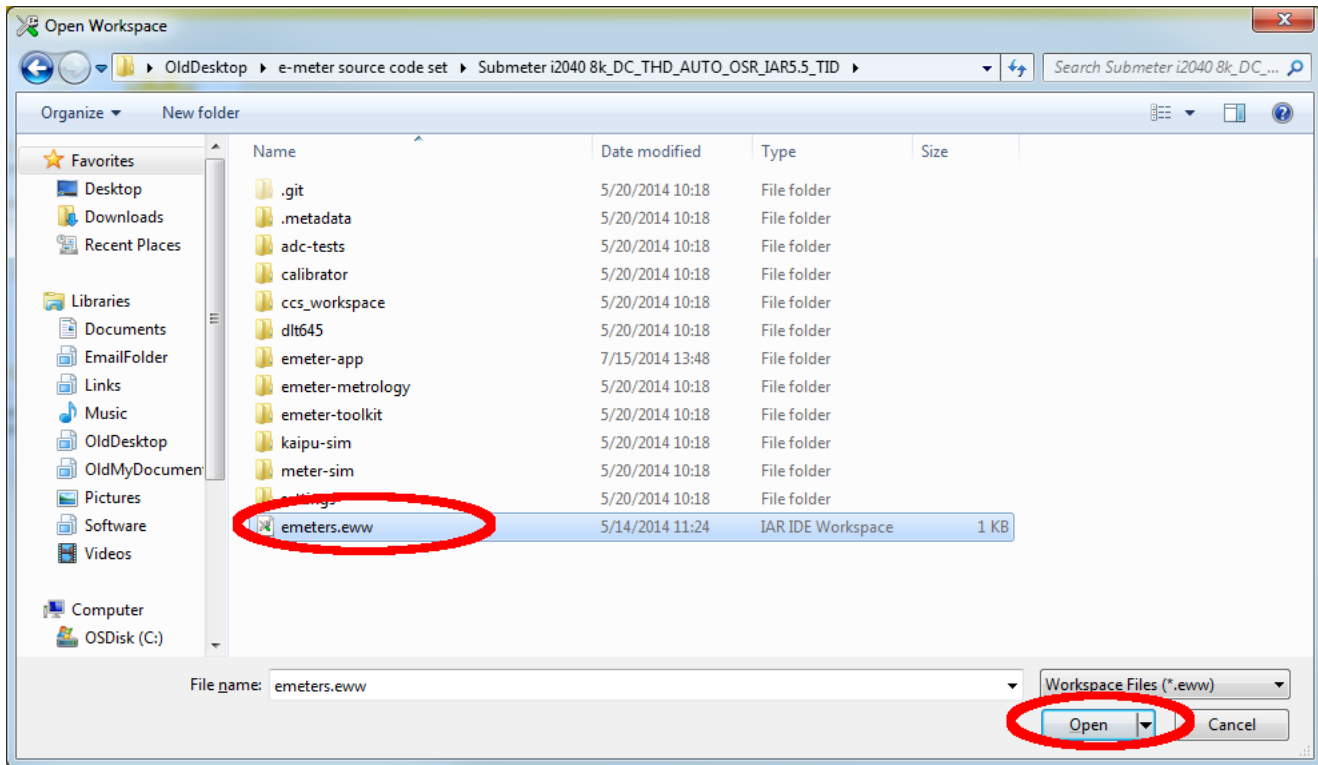 Open Workspace
OldDesktop e-meter source code set Submeter i2040 8k_DC_THD_AUTO_OSR_IAR5.5_TID Search Submeter i2040 8k_DC_...
Organize New folder
Name Date modified Type Size
Favorites
Desktop
Downloads
Recent Places
Libraries
Documents
EmailFolder
Links
Music
OldDesktop
OldMyDocumen
Pictures
Software
Videos
Computer
OSDisk (C:)
.git 5/20/2014 10:18 File folder
.metadata 5/20/2014 10:18 File folder
adc-tests 5/20/2014 10:18 File folder
calibrator 5/20/2014 10:18 File folder
ccs_workspace 5/20/2014 10:18 File folder
dlt645 5/20/2014 10:18 File folder
emeter-app 7/15/2014 13:48 File folder
emeter-metrology 5/20/2014 10:18 File folder
emeter-toolkit 5/20/2014 10:18 File folder
kaipu-sim 5/20/2014 10:18 File folder
meter-sim 5/20/2014 10:18 File folder
5/20/2014 10:18 File folder
emeters.eww 5/14/2014 11:24 IAR IDE Workspace 1 KB
File name: emeters.eww Workspace Files (*.eww)
Open Cancel